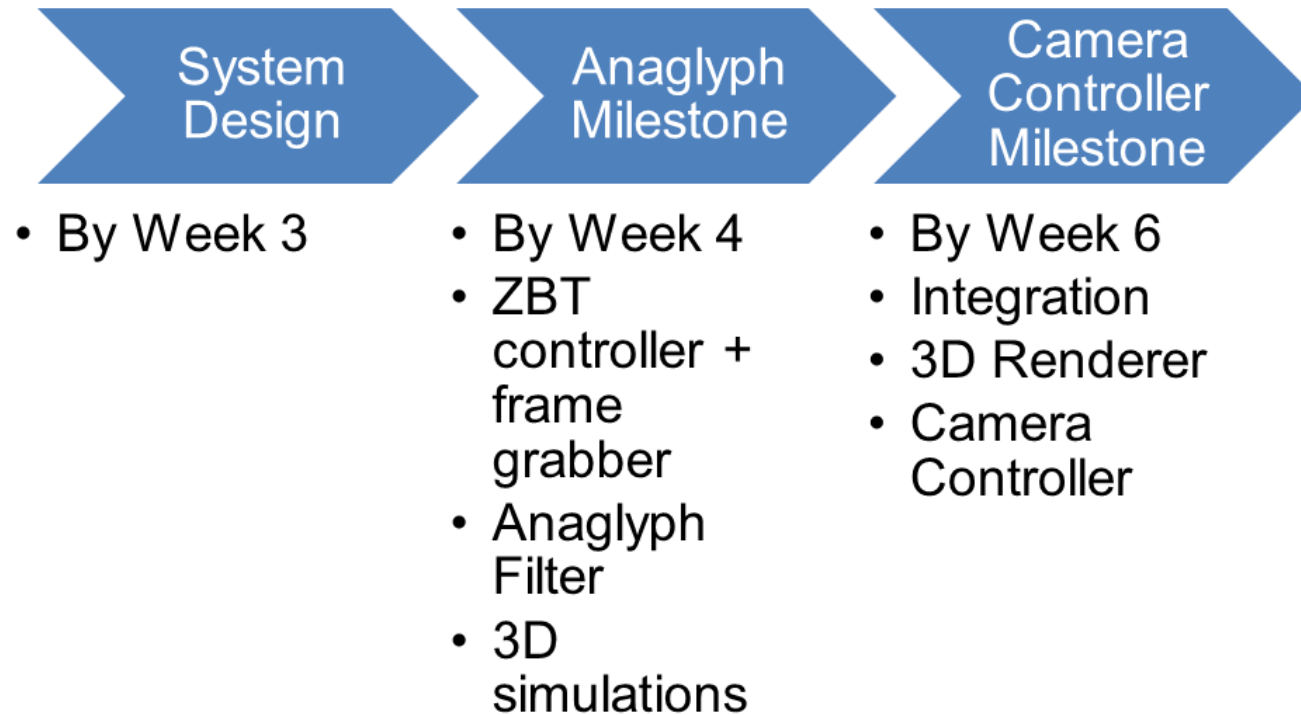 System
Design
• By Week 3
Anaglyph
Milestone
• By Week 4
• ZBT
controller +
frame
grabber
• Anaglyph
Filter
• 3D
simulations
Camera
Controller
Milestone
• By Week 6
• Integration
• 3D Renderer
• Camera
Controller